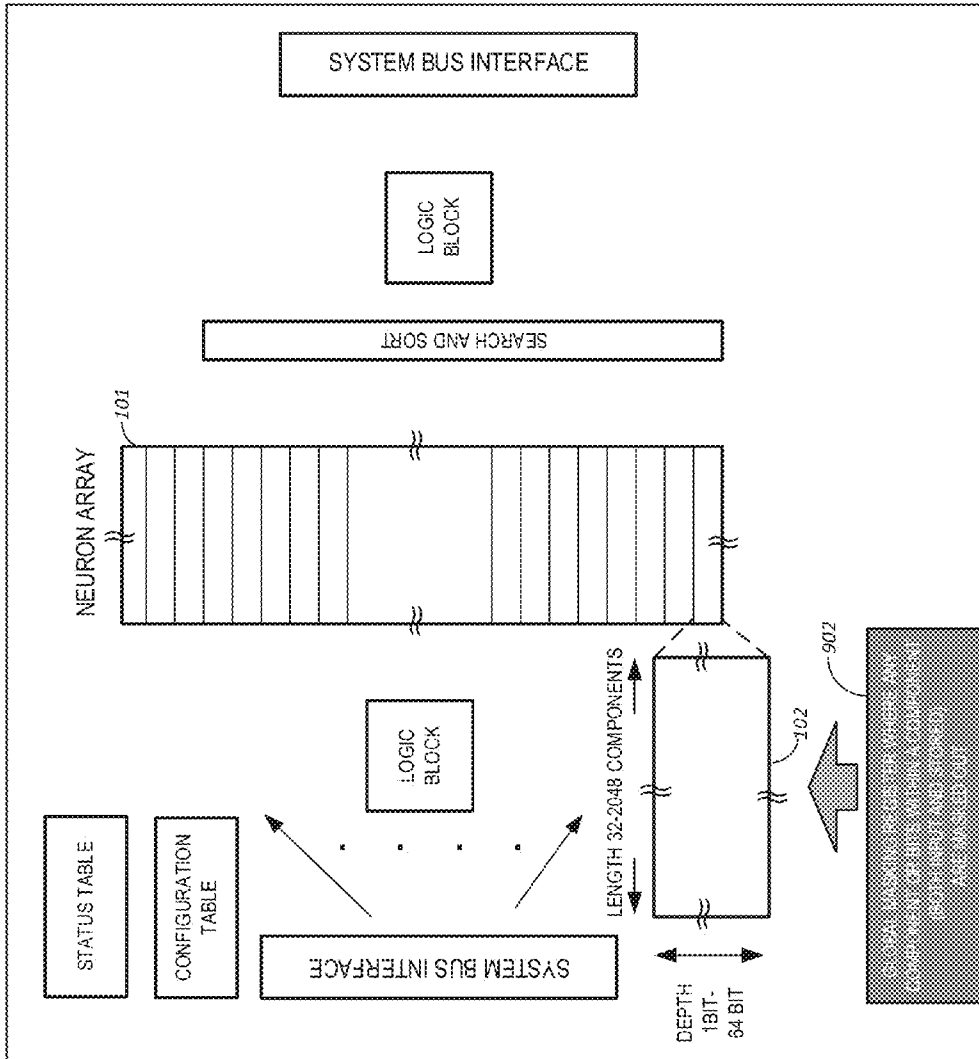 STATUS TABLE
CONFIGURATION
TABLE
SYSTEM BUS INTERFACE
LOGIC
BLOCK
NEURON ARRAY
101
SEARCH AND SORT
LOGIC
BLOCK
SYSTEM BUS INTERFACE
LENGTH 32-2048 COMPONENTS
DEPTH
1BIT-
64 BIT
102
902